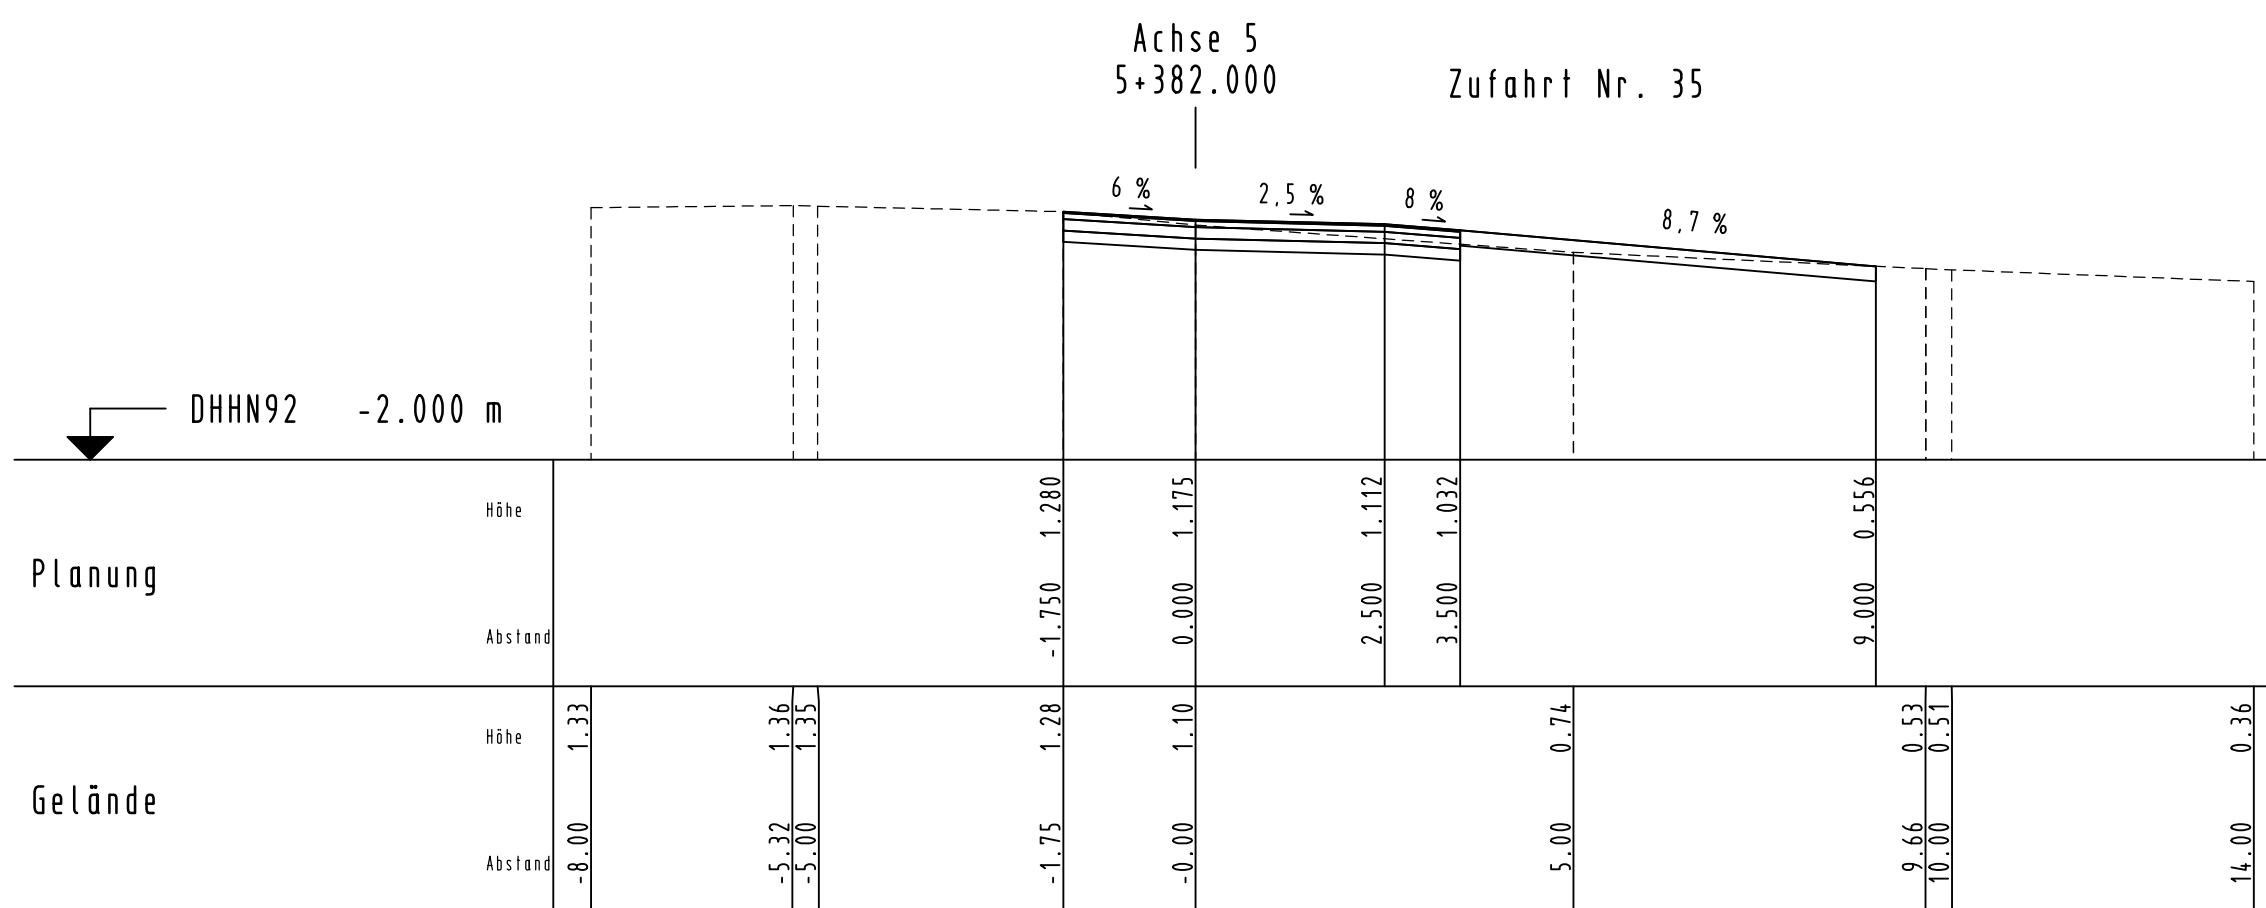 Achse 5
5+382.000
Zufahrt Nr. 35
6 %
2,5 %
8 %
8,7 %
DHHN92 -2.000 m
Planung
Höhe
1.280 1.175 1.112 1.032 0.556
Abstand
-1.750 0.000 2.500 3.500 9.000
Gelände
Höhe
1.33 1.36 1.35 1.28 1.10 0.74 0.53 0.51 0.36
Abstand
-8.00 -5.32 -5.00 -1.75 -0.00 5.00 9.66 10.00 14.00